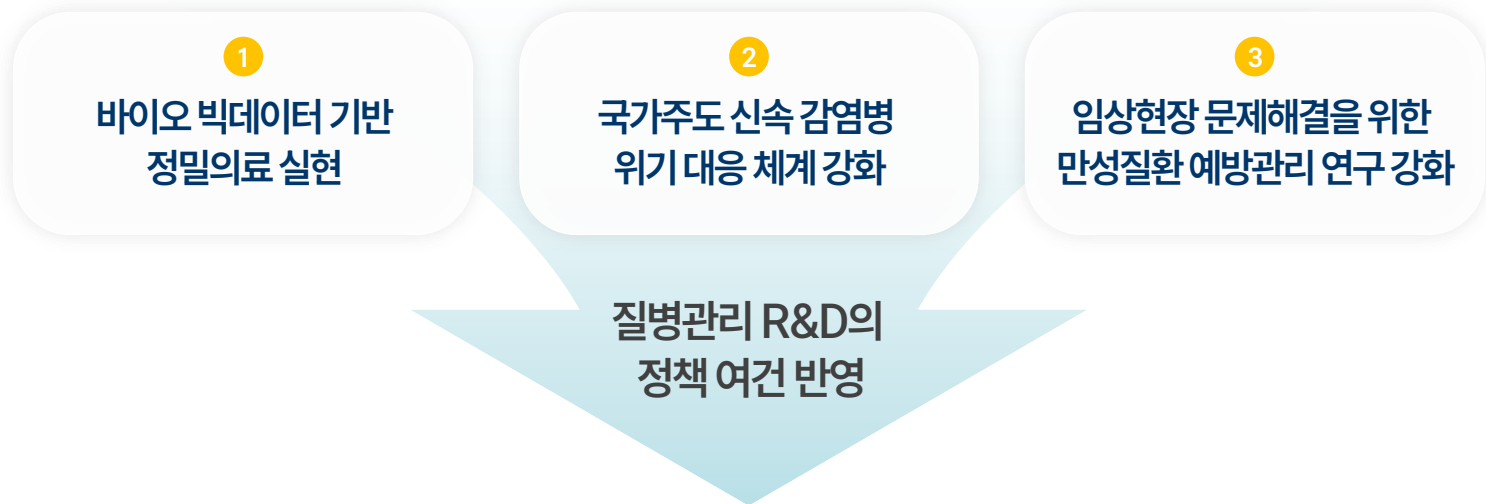 1
바이오 빅데이터 기반
정밀의료 실현
2
국가주도 신속 감염병
위기 대응 체계 강화
3
임상현장 문제해결을 위한
만성질환 예방관리 연구 강화
질병관리 R&D의
정책 여건 반영